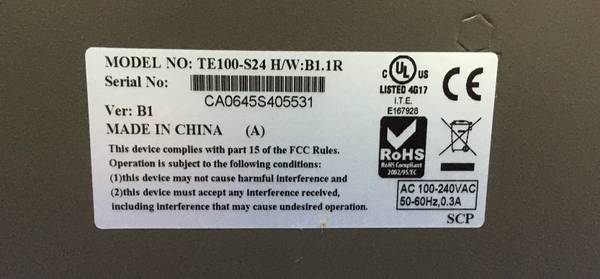 MODEL NO: TE100-S24 H/W:B1.1R
Serial No:
CA0645S405531
Ver: B1
MADE IN CHINA (A)
This device complies with part 15 of the FCC Rules.
Operation is subject to the following conditions:
(1)this device may not cause harmful interference and
(2)this device must accept any interference received,
including interference that may cause undesired operation.
C UL US
LISTED 4G17
I.T.E.
E167928
CE
RoHS
RoHS Compliant
2002/95/EC
AC 100-240VAC
50-60Hz,0.3A
SCP